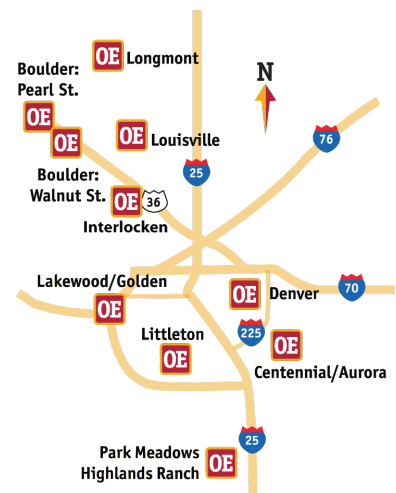 OE Longmont
Boulder:
Pearl St.
N
OE
OE
OE Louisville
76
Boulder:
Walnut St.
25
OE
36
Interlocken
Lakewood/Golden
70
OE Denver
OE
Littleton
225
OE
OE
Centennial/Aurora
25
Park Meadows
Highlands Ranch
OE